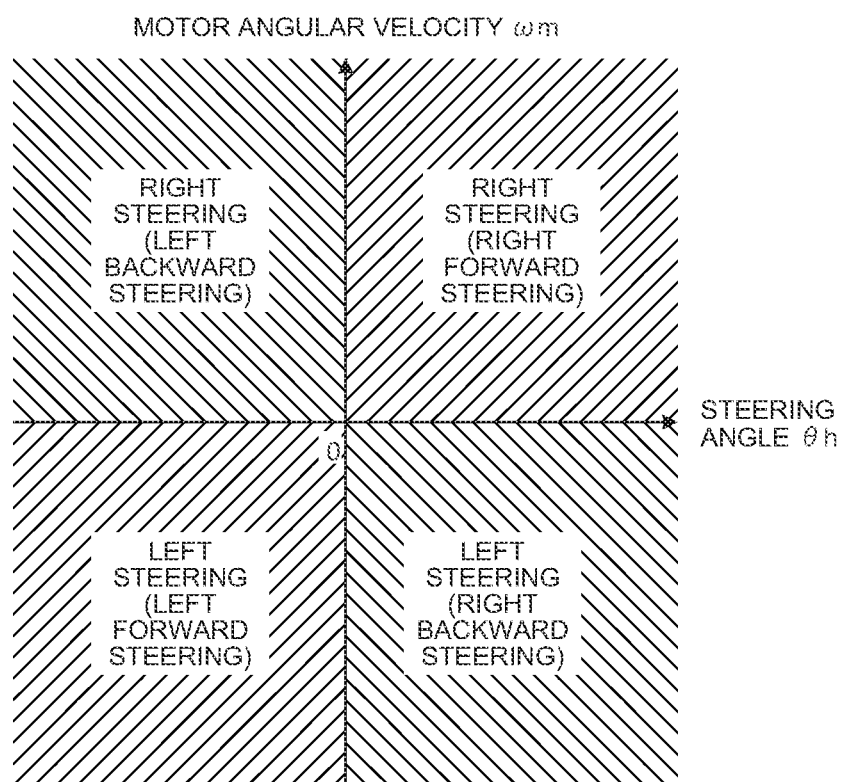 MOTOR ANGULAR VELOCITY ωm
RIGHT
STEERING
(LEFT
BACKWARD
STEERING)
RIGHT
STEERING
(RIGHT
FORWARD
STEERING)
STEERING
ANGLE θh
0
LEFT
STEERING
(LEFT
FORWARD
STEERING)
LEFT
STEERING
(RIGHT
BACKWARD
STEERING)